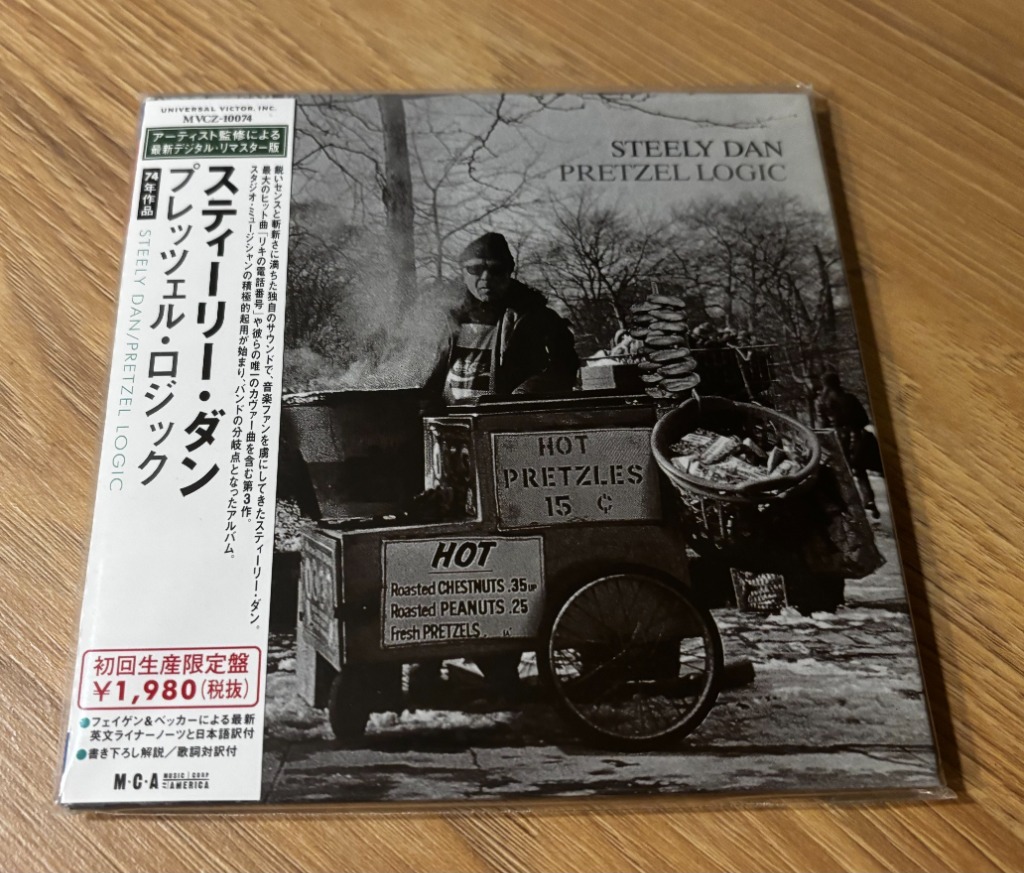 UNIVERSAL VICTOR, INC.
MVCZ-10074
アーティスト監修による
最新デジタル・リマスター版
鋭いセンスと斬新さに満ちた独自のサウンドで、音楽ファンを虜にしてきたスティーリー・ダン。
最大のヒット曲「リキの電話番号」や彼らの唯一のカヴァー曲を含む第3作。
スタジオ・ミュージシャンの積極的起用が始まり、バンドの分岐点となったアルバム。
スティーリー・ダン
プレッツェル・ロジック
74年作品
STEELY DAN/PRETZEL LOGIC
初回生産限定盤
¥1,980(税抜)
●フェイゲン&ベッカーによる最新
英文ライナーノーツと日本語訳付
●書き下ろし解説/歌詞対訳付
M・C・A MUSIC CORP
OF AMERICA
STEELY DAN
PRETZEL LOGIC
HOT
PRETZLES
15 ¢
HOT
Roasted CHESTNUTS .35 UP
Roasted PEANUTS .25
Fresh PRETZELS